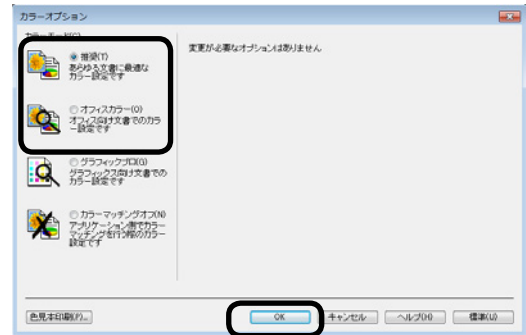 カラーオプション
カラーモード(C)
推奨(T)
あらゆる文書に最適な
カラー設定です
オフィスカラー(O)
オフィス向け文書でのカラ
ー設定です
グラフィックプロ(G)
グラフィックス向け文書での
カラー設定です
カラーマッチングオフ(N)
アプリケーション側でカラー
マッチングを行う際のカラー
設定です
変更が必要なオプションはありません
色見本印刷(P)...
OK
キャンセル
ヘルプ(H)
標準(U)